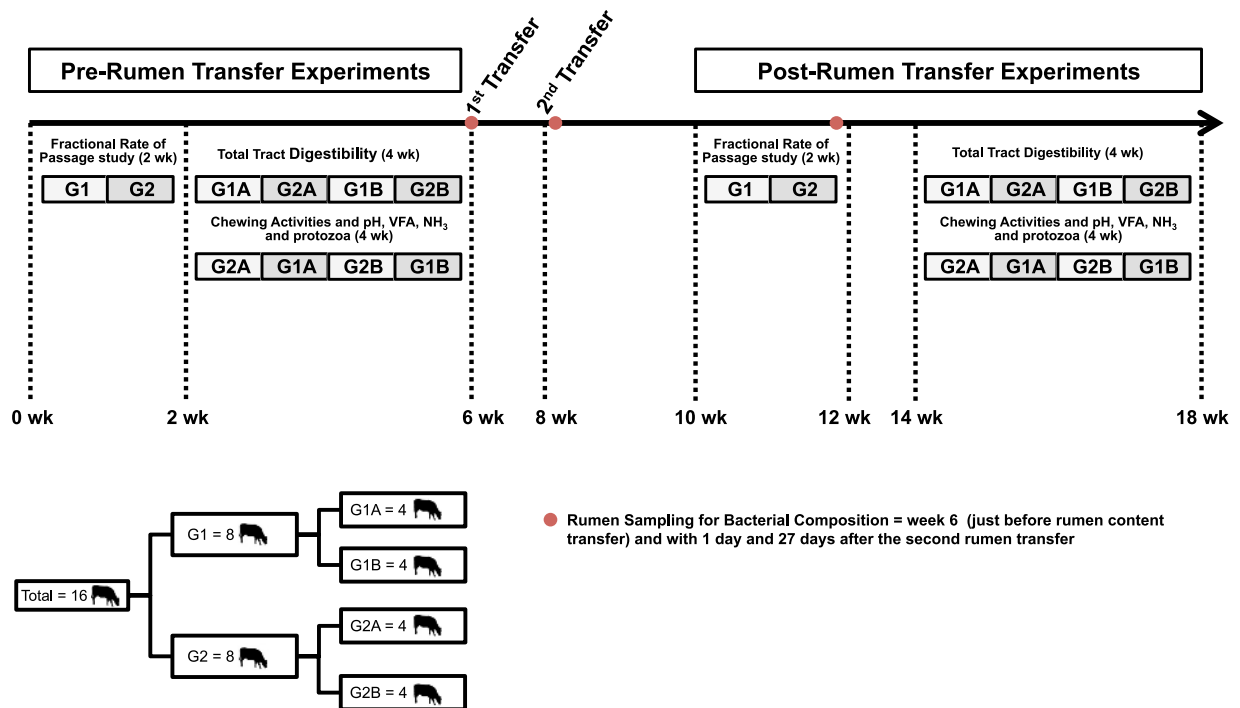 Pre-Rumen Transfer Experiments
1st Transfer
2nd Transfer
Post-Rumen Transfer Experiments
Fractional Rate of
Passage study (2 wk)
G1 G2
Total Tract Digestibility (4 wk)
G1A G2A G1B G2B
Chewing Activities and pH, VFA, NH3
and protozoa (4 wk)
G2A G1A G2B G1B
Fractional Rate of
Passage study (2 wk)
G1 G2
Total Tract Digestibility (4 wk)
G1A G2A G1B G2B
Chewing Activities and pH, VFA, NH3
and protozoa (4 wk)
G2A G1A G2B G1B
0 wk 2 wk 6 wk 8 wk 10 wk 12 wk 14 wk 18 wk
Total = 16
G1 = 8
G2 = 8
G1A = 4
G1B = 4
G2A = 4
G2B = 4
Rumen Sampling for Bacterial Composition = week 6 (just before rumen content
transfer) and with 1 day and 27 days after the second rumen transfer